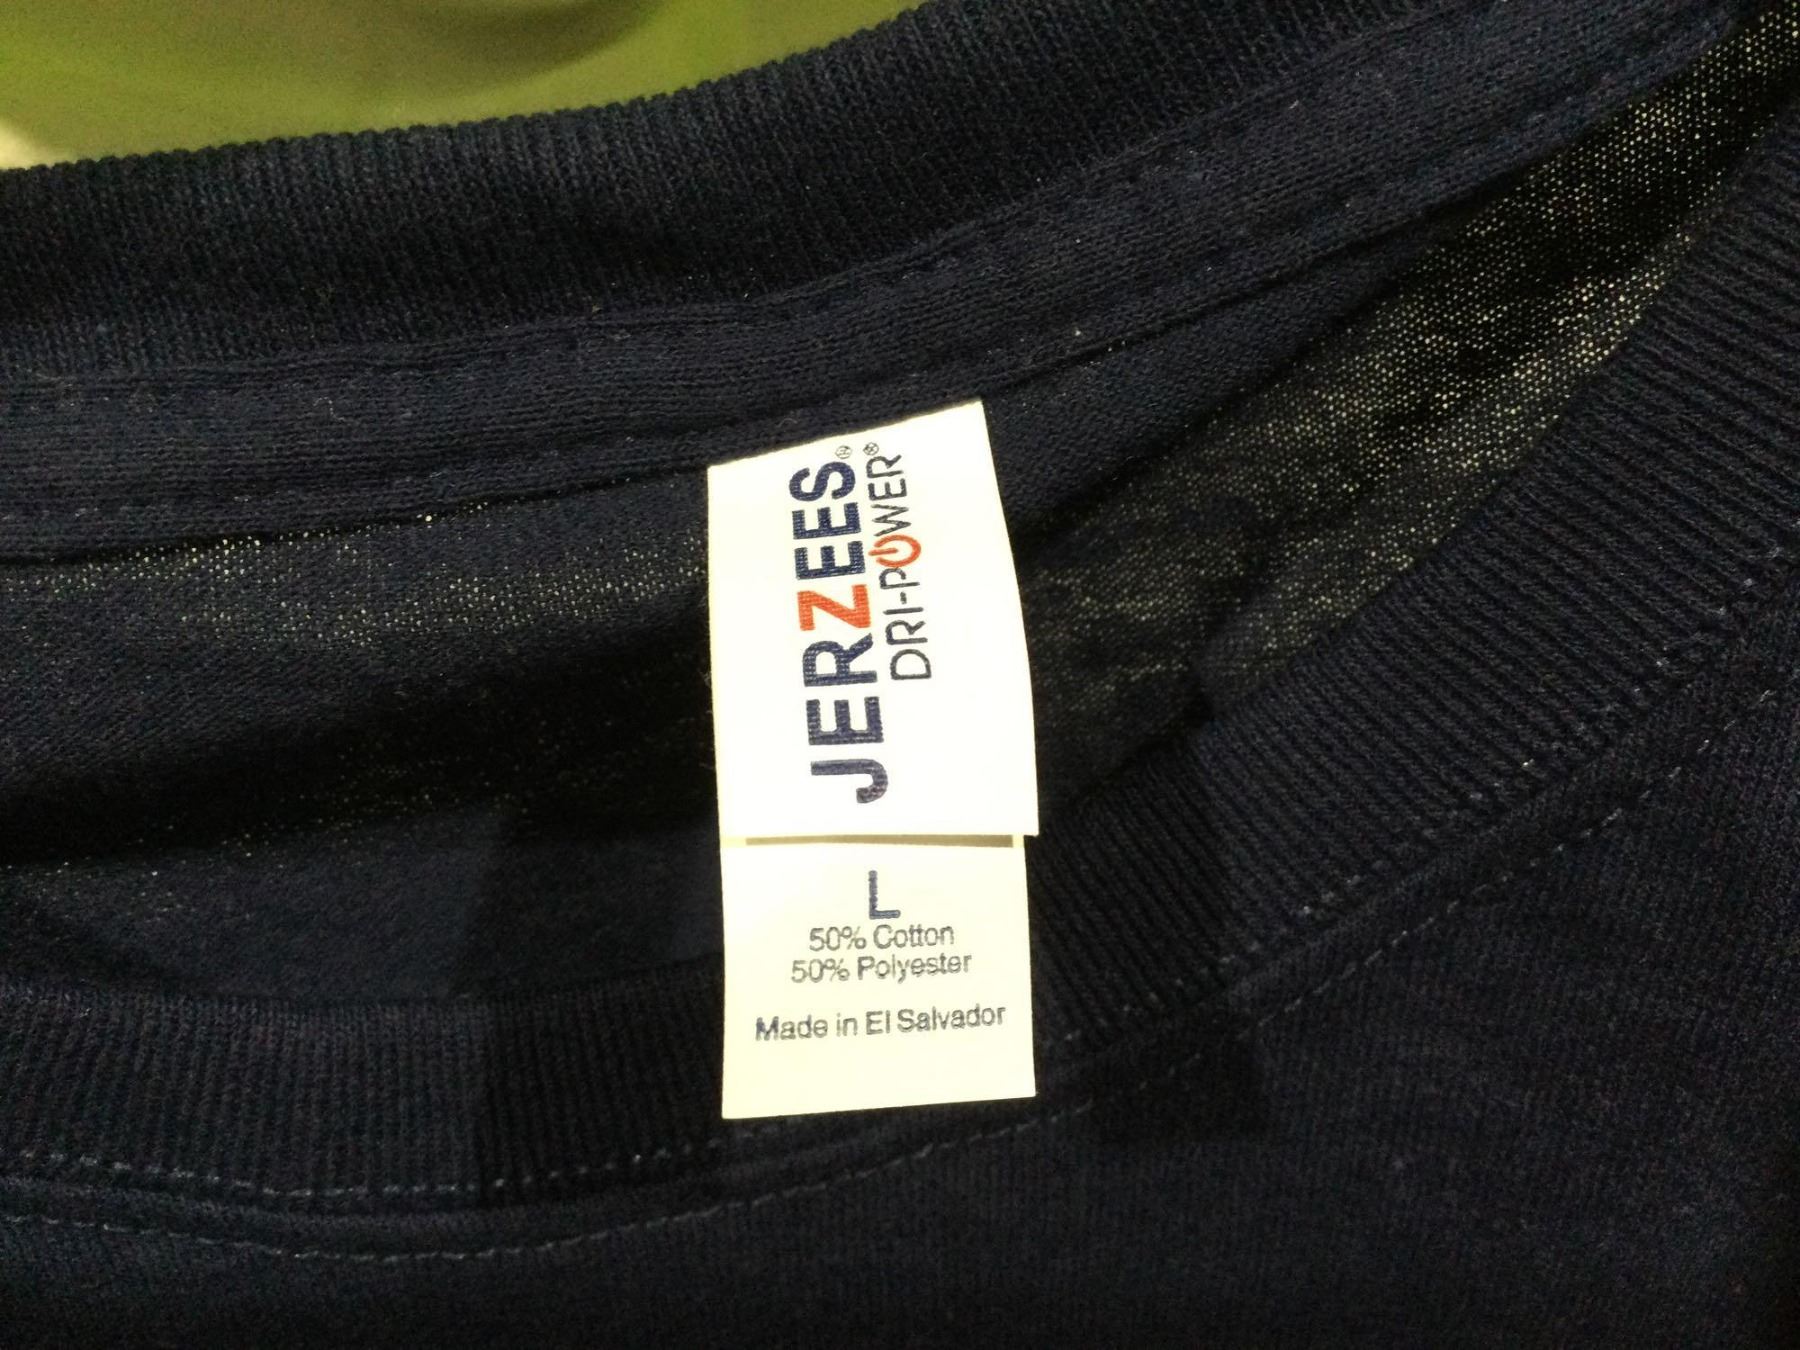 JERZEES®
DRI-POWER®
L
50% Cotton
50% Polyester
Made in El Salvador